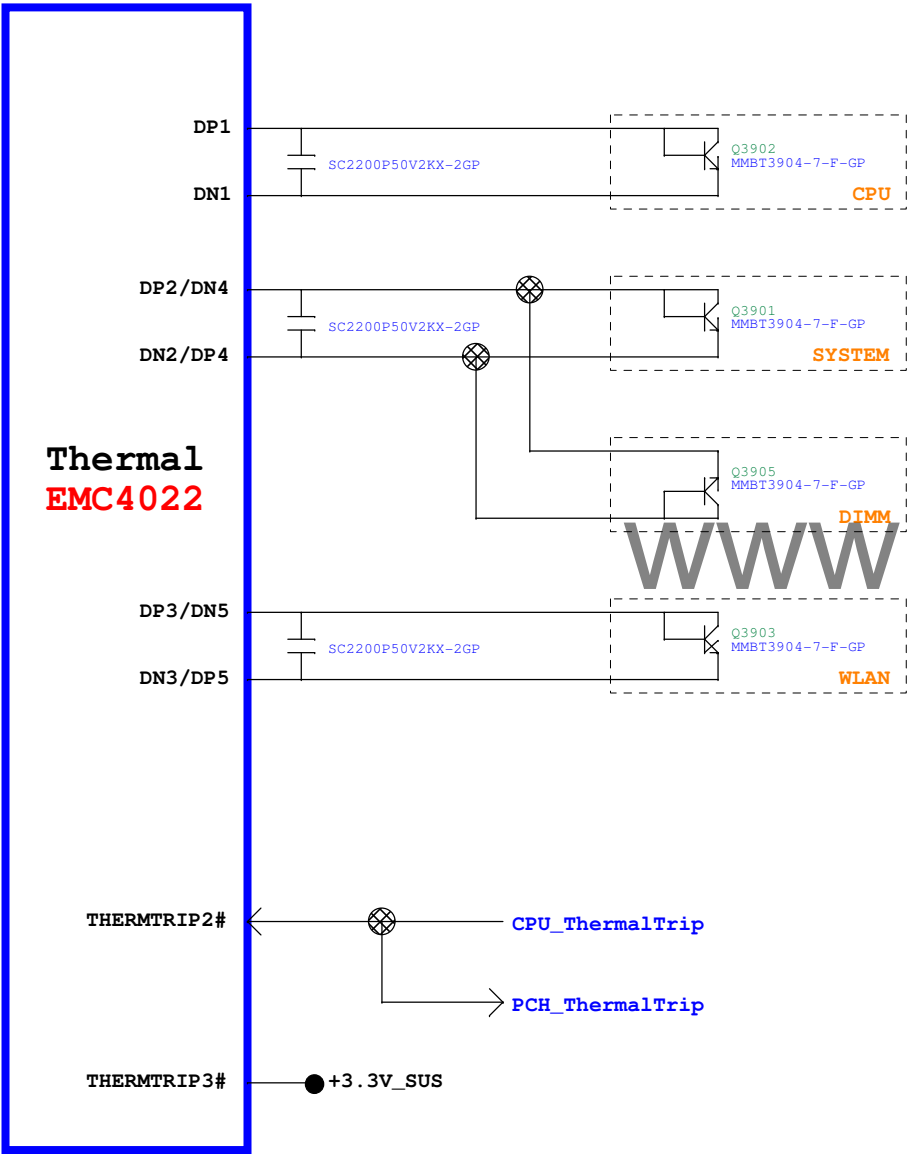 DP1
Q3902
MMBT3904-7-F-GP
SC2200P50V2KX-2GP
DN1
CPU
DP2/DN4
Q3901
MMBT3904-7-F-GP
SC2200P50V2KX-2GP
DN2/DP4
SYSTEM
Thermal
EMC4022
Q3905
MMBT3904-7-F-GP
DIMM
www
DP3/DN5
Q3903
MMBT3904-7-F-GP
SC2200P50V2KX-2GP
DN3/DP5
WLAN
THERMTRIP2#
CPU_ThermalTrip
PCH_ThermalTrip
THERMTRIP3#
+3.3V_SUS